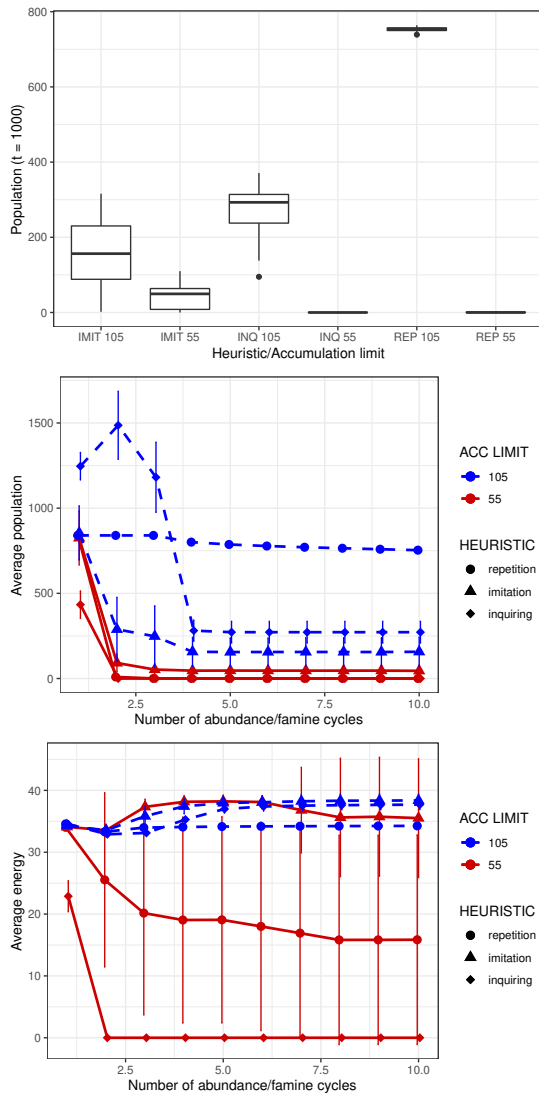 800
600
400
200
0
Population (t = 1000)
IMIT 105 IMIT 55 INQ 105 INQ 55 REP 105 REP 55
Heuristic/Accumulation limit
1500
1000
500
0
Average population
2.5 5.0 7.5 10.0
Number of abundance/famine cycles
ACC LIMIT
105
55
HEURISTIC
repetition
imitation
inquiring
40
30
20
10
0
Average energy
2.5 5.0 7.5 10.0
Number of abundance/famine cycles
ACC LIMIT
105
55
HEURISTIC
repetition
imitation
inquiring